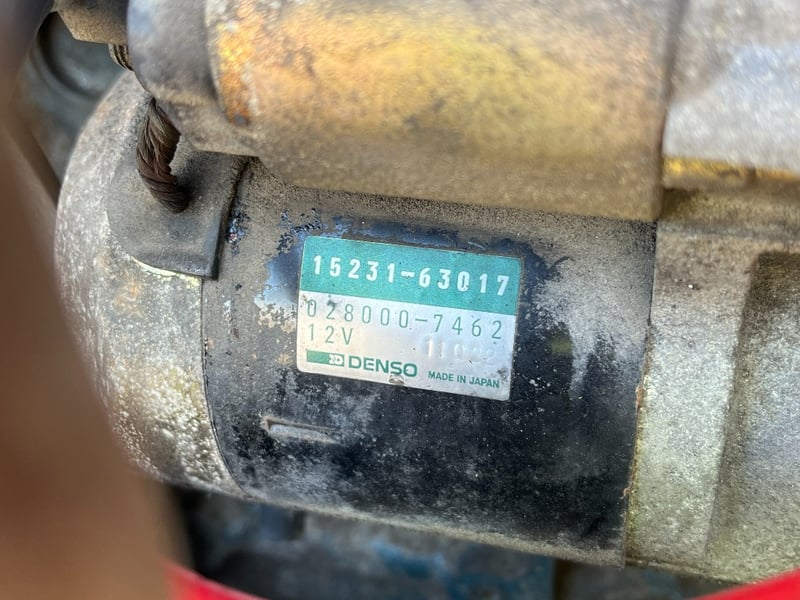 15231-63017
028000-7462
12V
DENSO MADE IN JAPAN